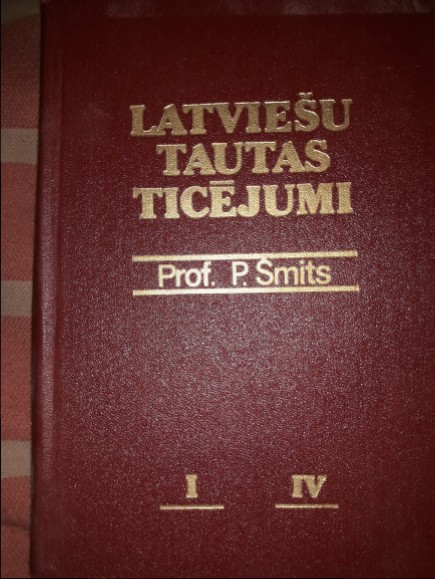 LATVIEŠU
TAUTAS
TICĒJUMI
Prof. P. Šmits
I IV